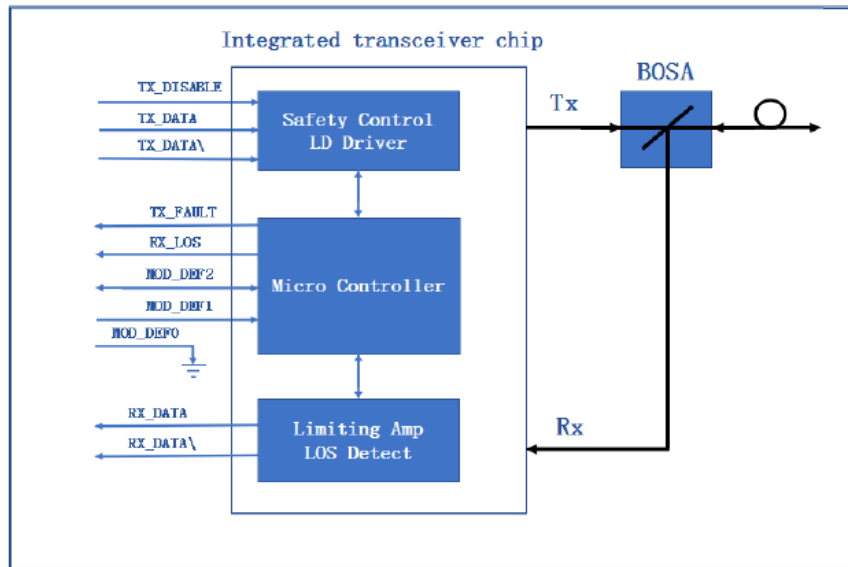 Integrated transceiver chip
BOSA
TX_DISABLE
TX_DATA
TX_DATA\
Safety Control
LD Driver
Tx
TX_FAULT
RX_LOS
MOD_DEF2
MOD_DEF1
MOD_DEF0
Micro Controller
RX_DATA
RX_DATA\
Limiting Amp
LOS Detect
Rx